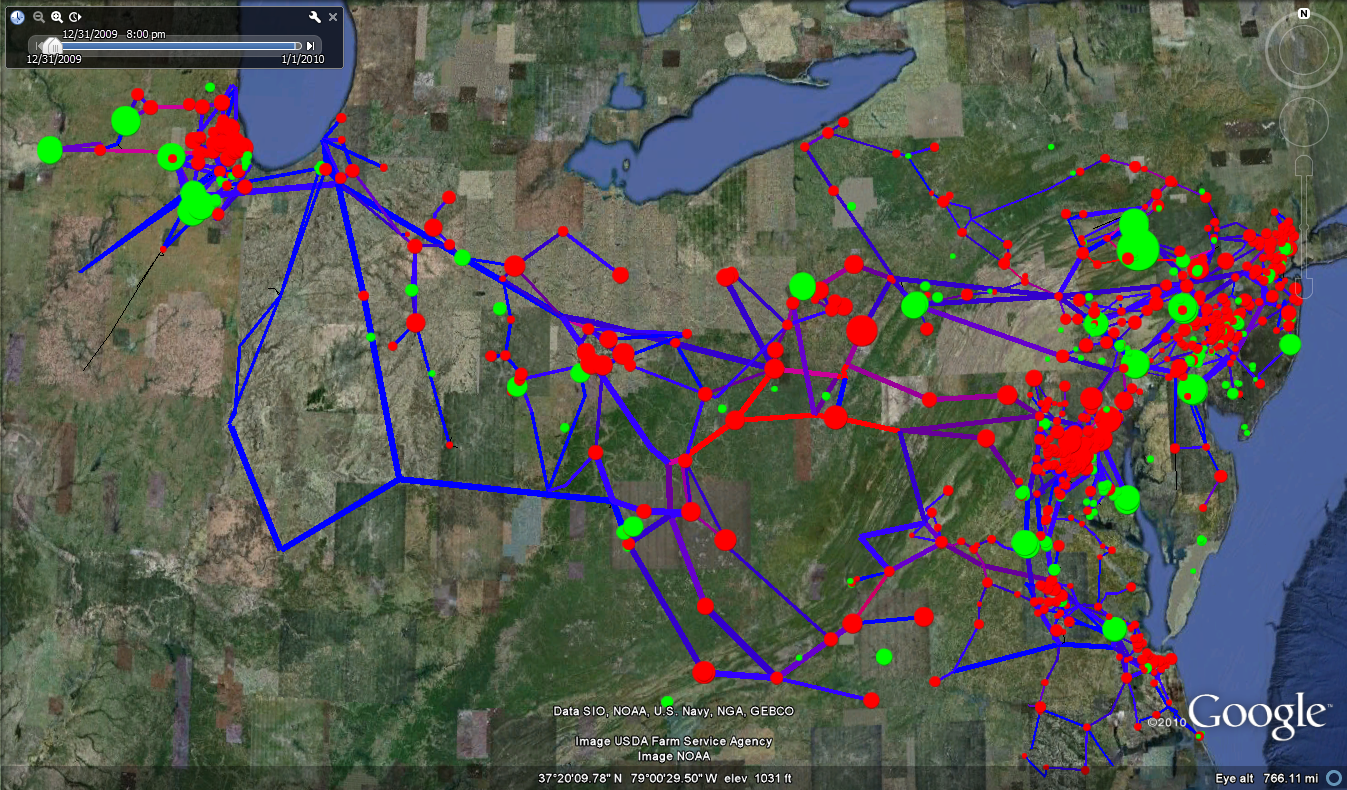 12/31/2009 8:00 pm
12/31/2009
1/1/2010
N
Data SIO, NOAA, U.S. Navy, NGA, GEBCO
©2010 Google™
Image USDA Farm Service Agency
Image NOAA
37°20'09.78" N 79°00'29.50" W elev 1031 ft
Eye alt 766.11 mi